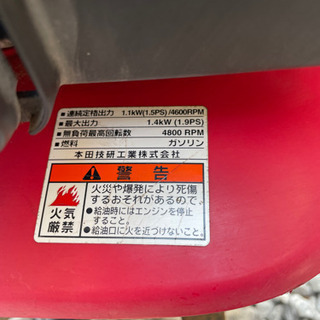 ■連続定格出力 1.1kW(1.5PS)/4600RPM
■最大出力 1.4kW (1.9PS)
■無負荷最高回転数 4800 RPM
■燃料 ガソリン
本田技研工業株式会社
警告
火災や爆発により死傷
するおそれがあるので、
●給油時にはエンジンを停止
すること。
●給油口に火を近づけないこと。
火気
厳禁